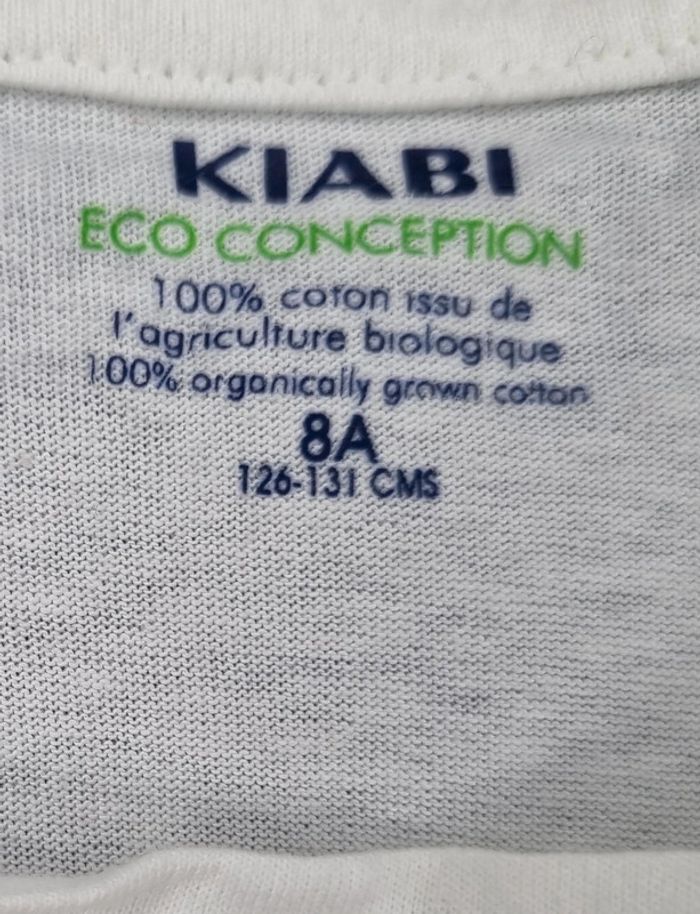 KIABI
ECO CONCEPTION
100% coton issu de
l'agriculture biologique
100% organically grown cotton
8A
126-131 CMS